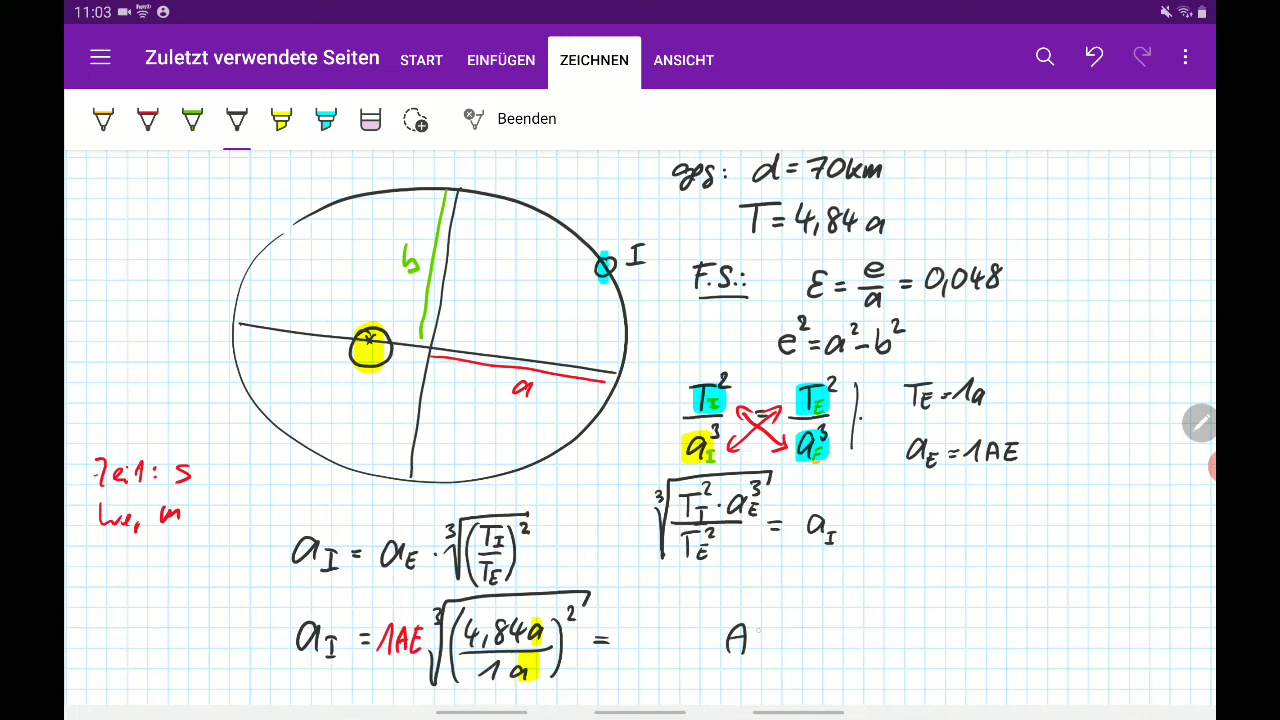 11:03
Zuletzt verwendete Seiten START EINFÜGEN ZEICHNEN ANSICHT
Beenden
d = 70km
T = 4,84 a
I
b
F.S.: ε = e/a = 0,048
e² = a² - b²
a
T_I²/a_I³ = T_E²/a_E³ | ·
T_E = 1a
a_E = 1AE
Zeit: s
m
∛(T_I² · a_E³ / T_E²) = a_I
a_I = a_E · ∛((T_I/T_E)²)
a_I = 1AE ∛((4,84a/1a)²) = A